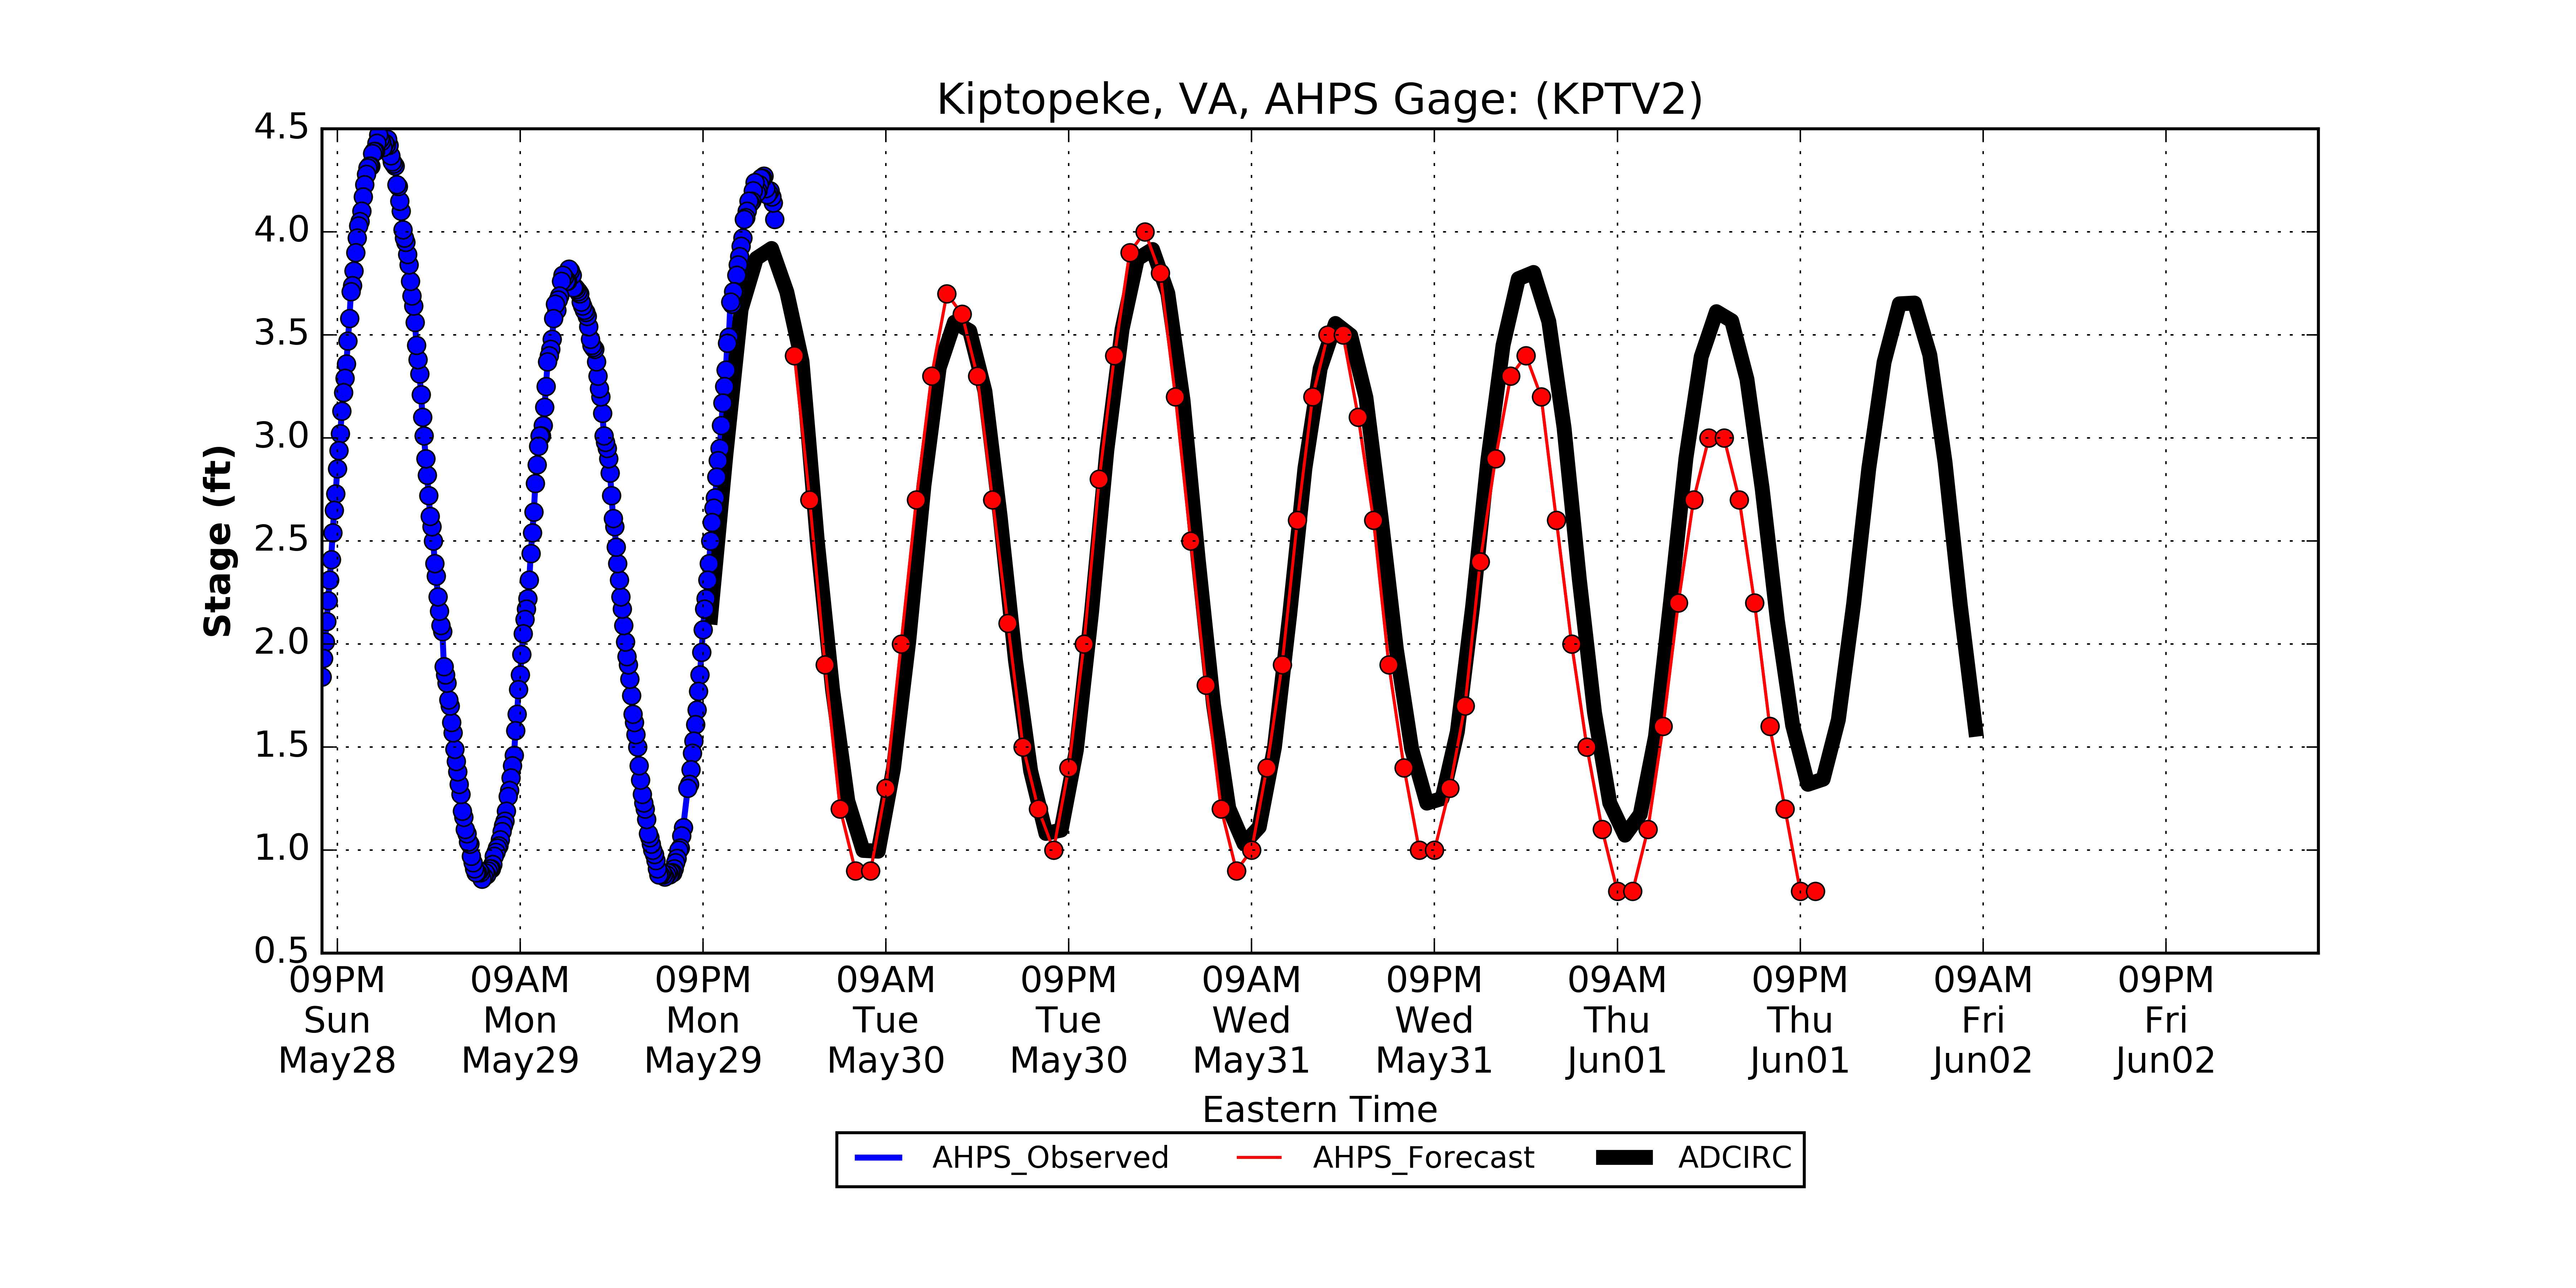 Kiptopeke, VA, AHPS Gage: (KPTV2)
4.5
4.0
3.5
3.0
2.5
2.0
1.5
1.0
0.5
Stage (ft)
09PM 09AM 09PM 09AM 09PM 09AM 09PM 09AM 09PM 09AM 09PM
Sun Mon Mon Tue Tue Wed Wed Thu Thu Fri Fri
May28 May29 May29 May30 May30 May31 May31 Jun01 Jun01 Jun02 Jun02
Eastern Time
AHPS_Observed AHPS_Forecast ADCIRC